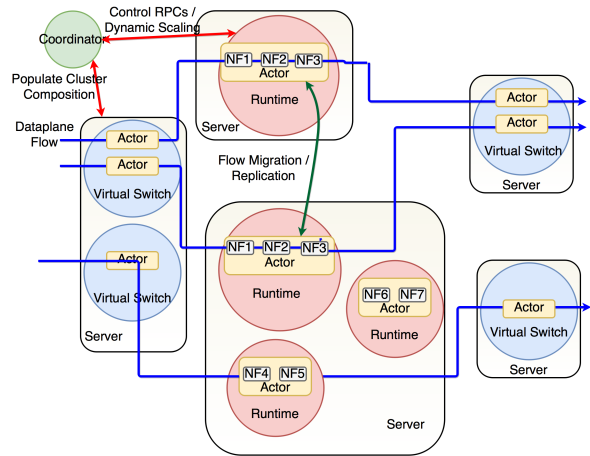 Control RPCs /
Dynamic Scaling
Coordinator
NF1 NF2 NF3
Actor
Runtime
Server
Populate Cluster
Composition
Dataplane
Flow
Actor
Actor
Virtual Switch
Actor
Virtual Switch
Server
Flow Migration /
Replication
Actor
Actor
Virtual Switch
Server
NF1 NF2 NF3
Actor
Runtime
NF6 NF7
Actor
Runtime
NF4 NF5
Actor
Runtime
Server
Actor
Virtual Switch
Server